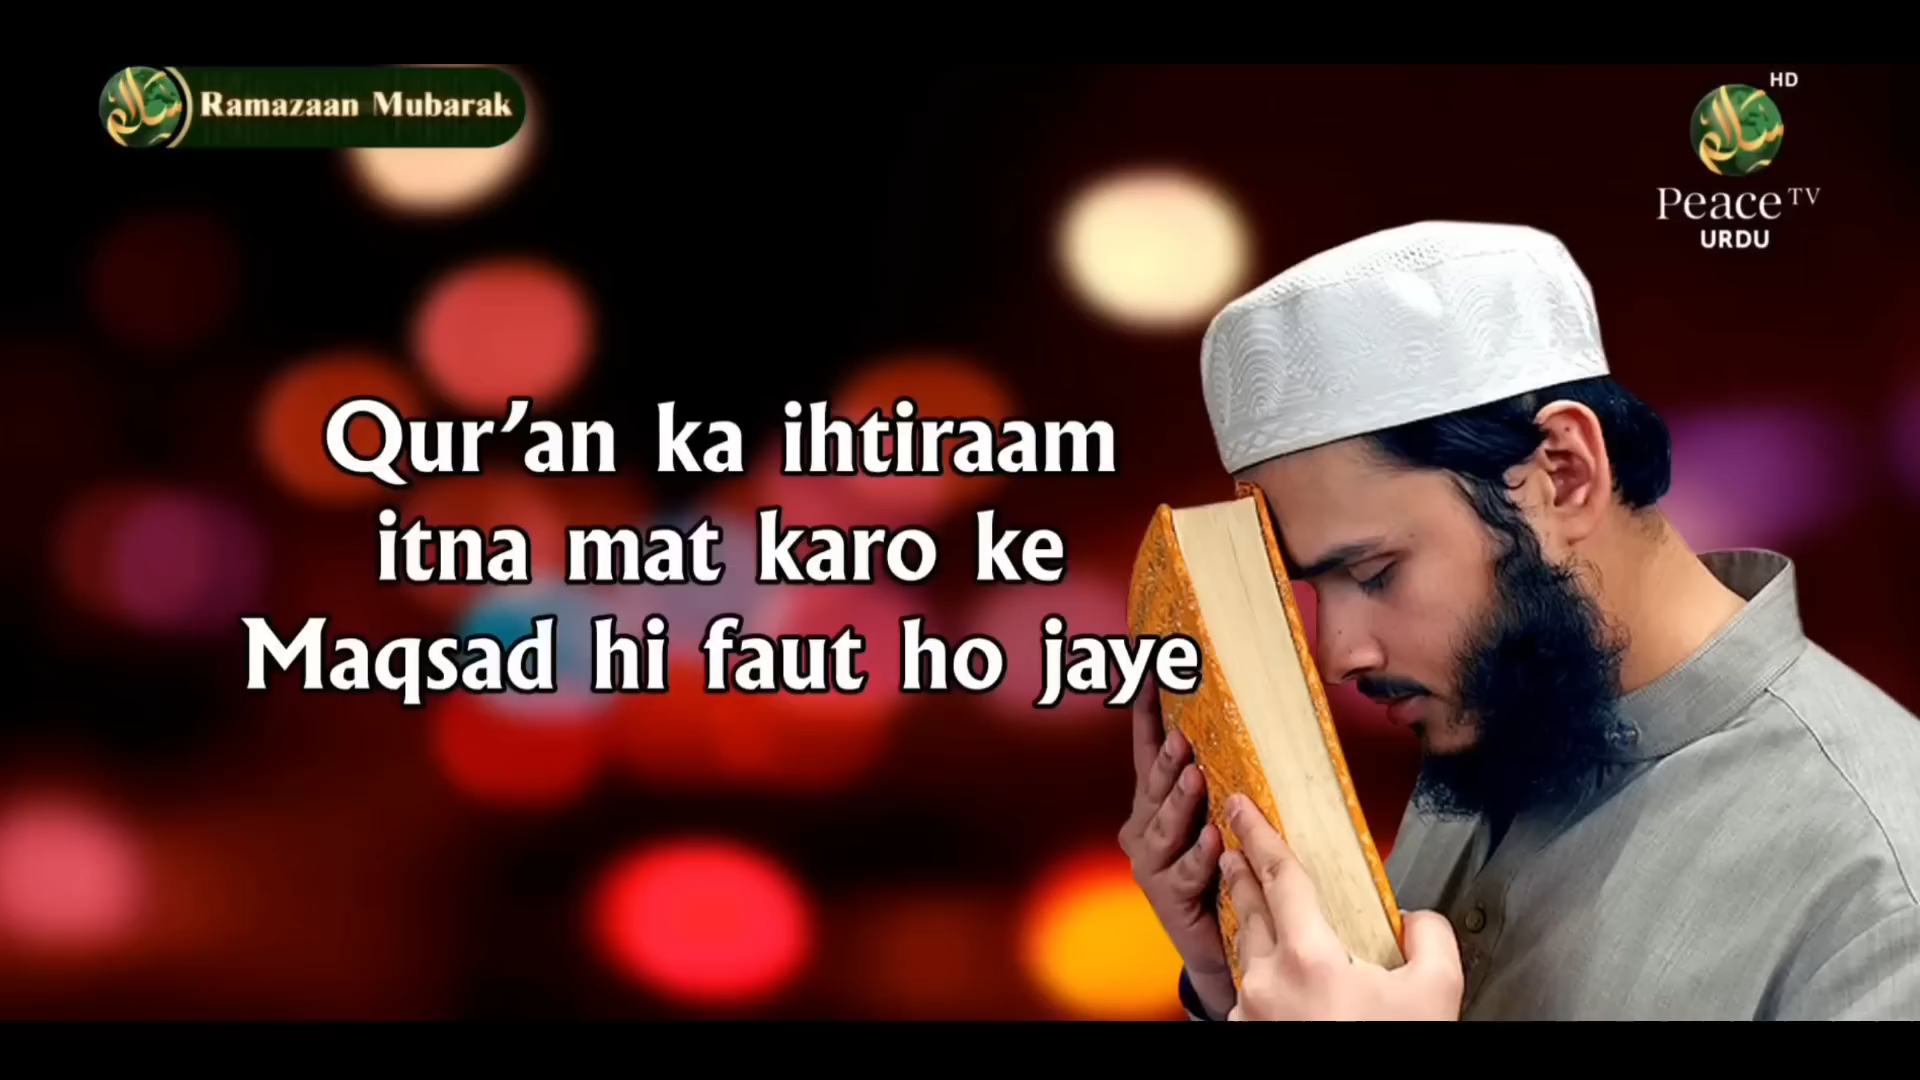 Ramazaan Mubarak
HD
Peace TV
URDU
Qur’an ka ihtiraam
itna mat karo ke
Maqsad hi faut ho jaye